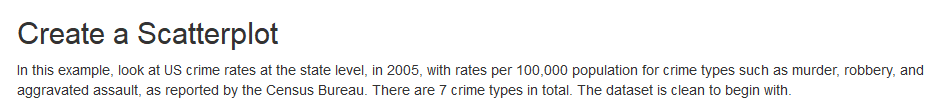 Create a Scatterplot
In this example, look at US crime rates at the state level, in 2005, with rates per 100,000 population for crime types such as murder, robbery, and
aggravated assault, as reported by the Census Bureau. There are 7 crime types in total. The dataset is clean to begin with.